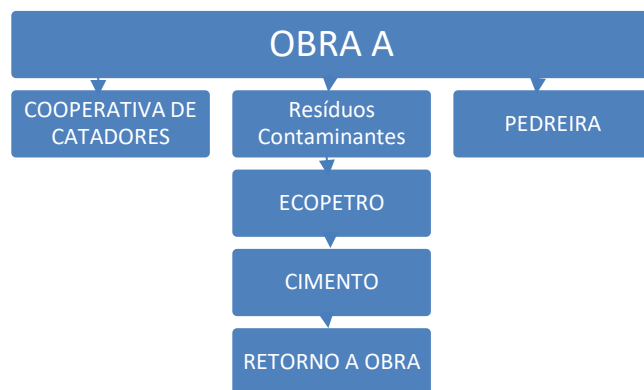 OBRA A
COOPERATIVA DE
CATADORES
Resíduos
Contaminantes
PEDREIRA
ECOPETRO
CIMENTO
RETORNO A OBRA